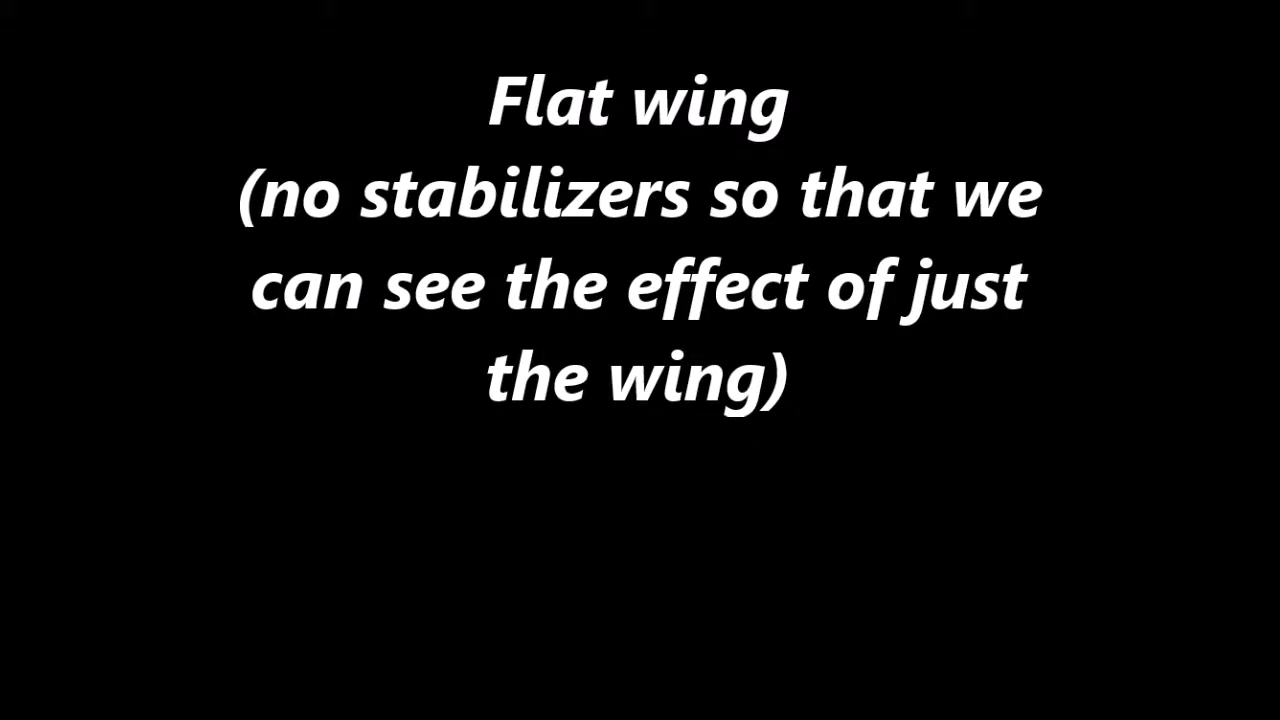 Flat wing
(no stabilizers so that we
can see the effect of just
the wing)